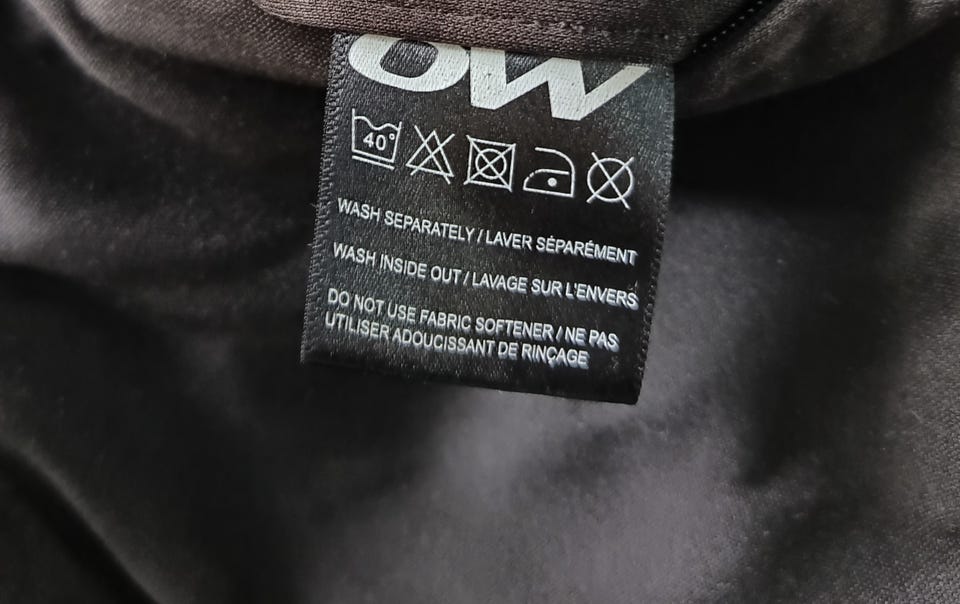 OW
40°
WASH SEPARATELY / LAVER SÉPARÉMENT
WASH INSIDE OUT / LAVAGE SUR L'ENVERS
DO NOT USE FABRIC SOFTENER / NE PAS
UTILISER ADOUCISSANT DE RINÇAGE